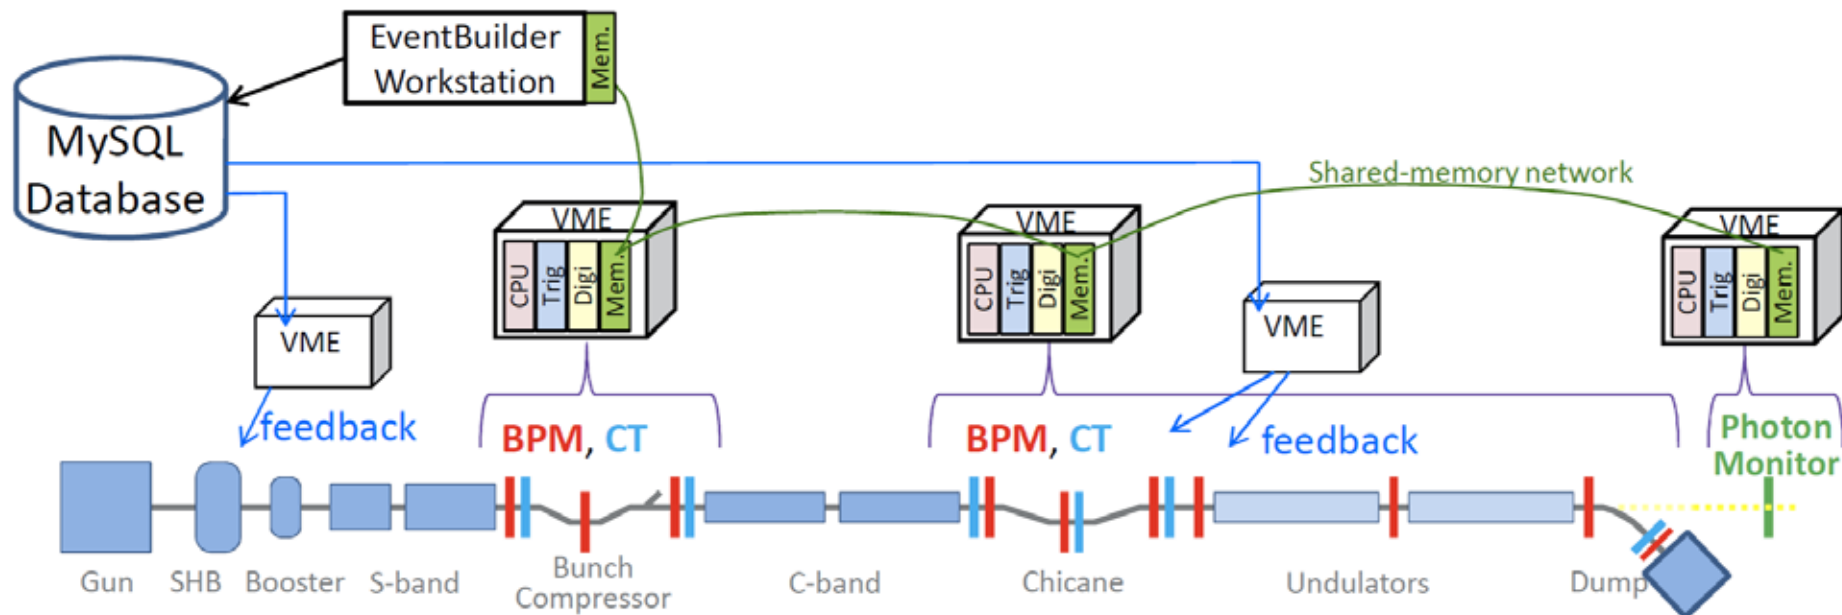 EventBuilder
Workstation
Mem.
MySQL
Database
Shared-memory network
VME
CPU
Trig
Digi
Mem.
VME
CPU
Trig
Digi
Mem.
VME
CPU
Trig
Digi
Mem.
VME
VME
feedback
BPM, CT
BPM, CT
feedback
Photon
Monitor
Gun
SHB
Booster
S-band
Bunch
Compressor
C-band
Chicane
Undulators
Dump